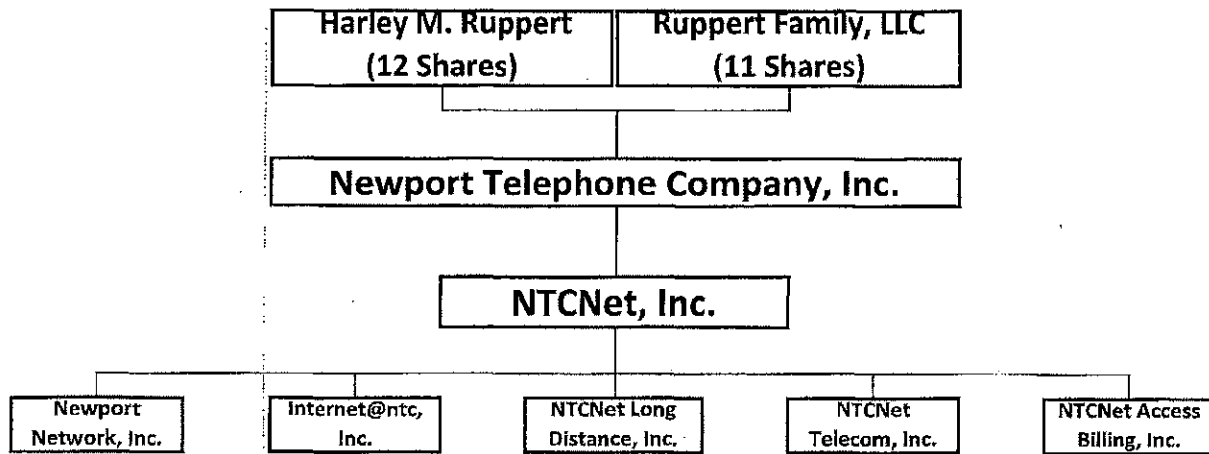 Harley M. Ruppert
(12 Shares)
Ruppert Family, LLC
(11 Shares)
Newport Telephone Company, Inc.
NTCNet, Inc.
Newport
Network, Inc.
Internet@ntc,
Inc.
NTCNet Long
Distance, Inc.
NTCNet
Telecom, Inc.
NTCNet Access
Billing, Inc.